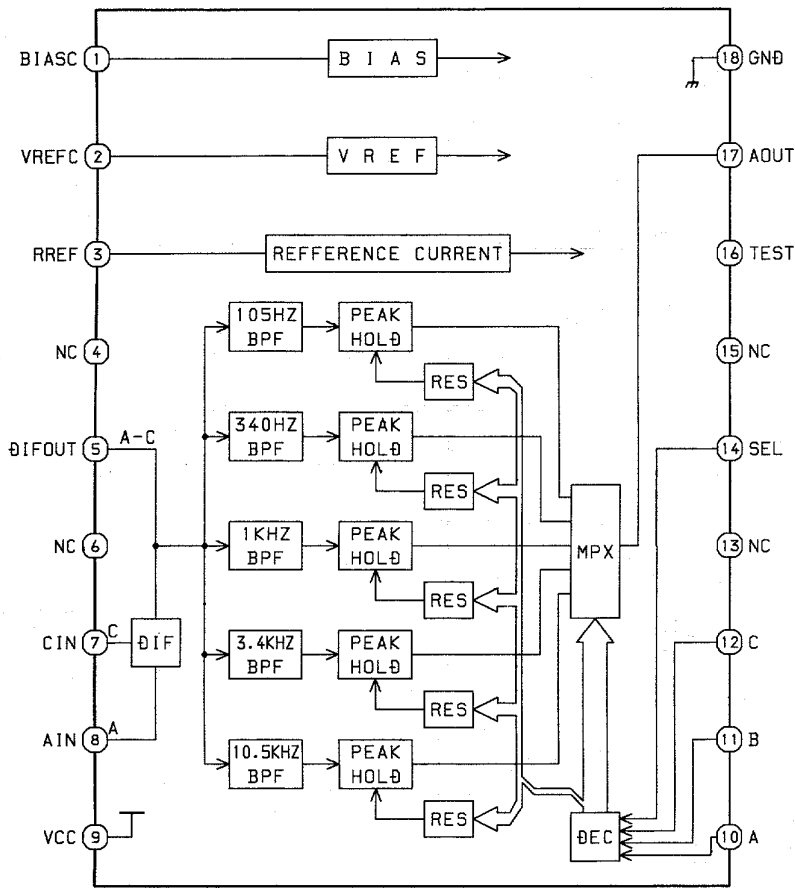 BIASC 1 BIAS 18 GND
VREFC 2 VREF 17 AOUT
RREF 3 REFFERENCE CURRENT 16 TEST
105HZ BPF PEAK HOLD
NC 4 15 NC
RES
DIFOUT 5 A-C 340HZ BPF PEAK HOLD 14 SEL
RES
NC 6 1KHZ BPF PEAK HOLD MPX 13 NC
RES
CIN 7 C DIF 3.4KHZ BPF PEAK HOLD 12 C
RES
AIN 8 A 10.5KHZ BPF PEAK HOLD 11 B
RES
VCC 9 DEC 10 A